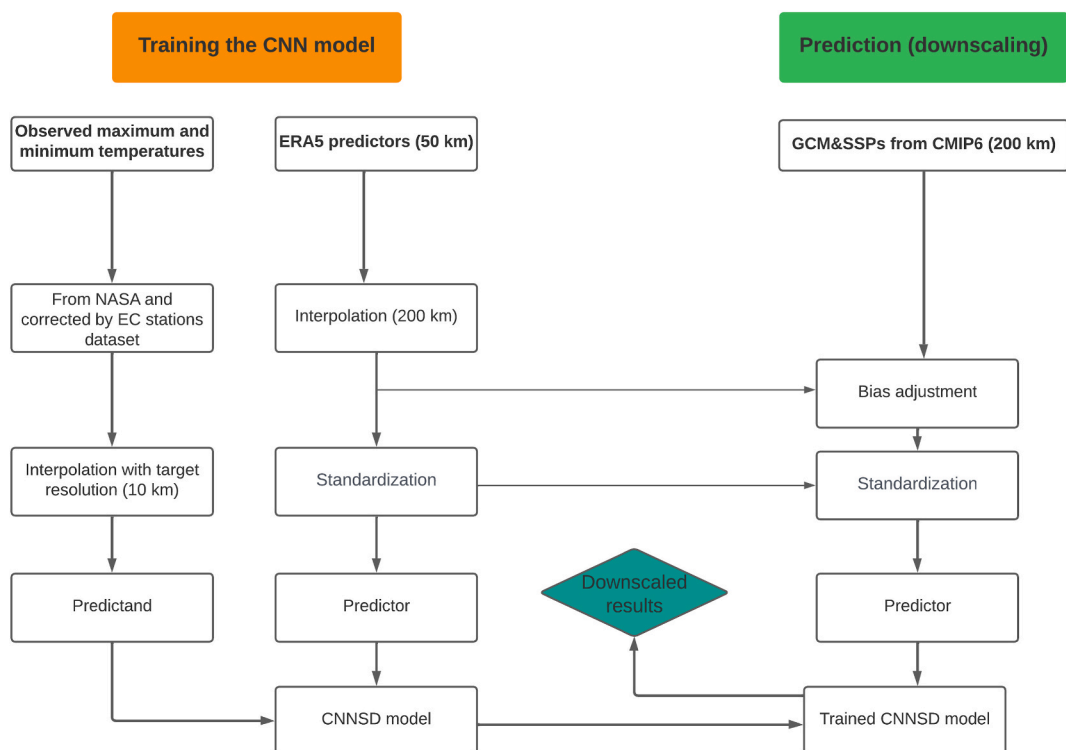 Training the CNN model
Prediction (downscaling)
Observed maximum and
minimum temperatures
ERA5 predictors (50 km)
GCM&SSPs from CMIP6 (200 km)
From NASA and
corrected by EC stations
dataset
Interpolation (200 km)
Bias adjustment
Interpolation with target
resolution (10 km)
Standardization
Standardization
Predictand
Predictor
Downscaled
results
Predictor
CNNSD model
Trained CNNSD model